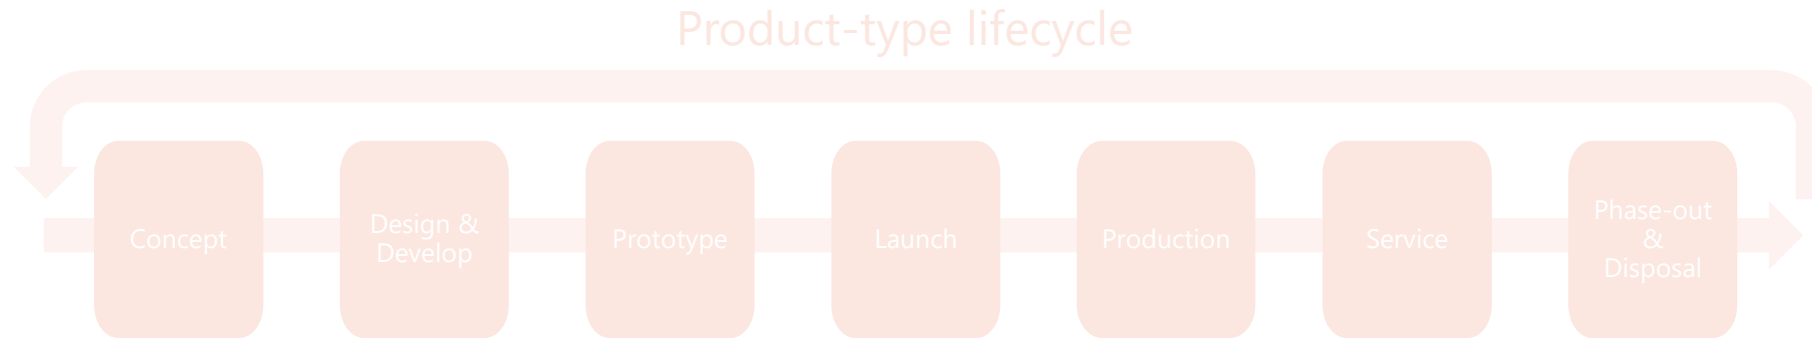 Product-type lifecycle
Concept
Design &
Develop
Prototype
Launch
Production
Service
Phase-out
&
Disposal